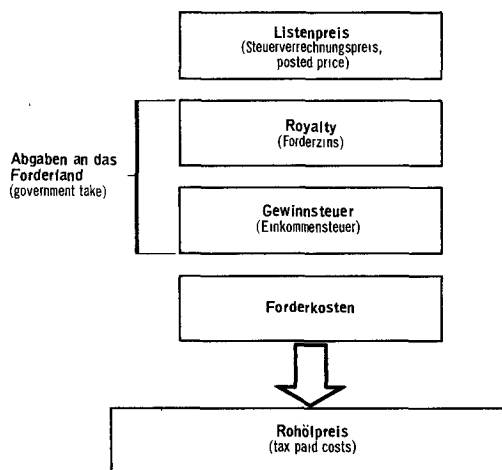 Listenpreis
(Steuerverrechnungspreis,
posted price)
Royalty
(Forderzins)
Abgaben an das
Forderland
(government take)
Gewinnsteuer
(Einkommensteuer)
Forderkosten
Rohölpreis
(tax paid costs)